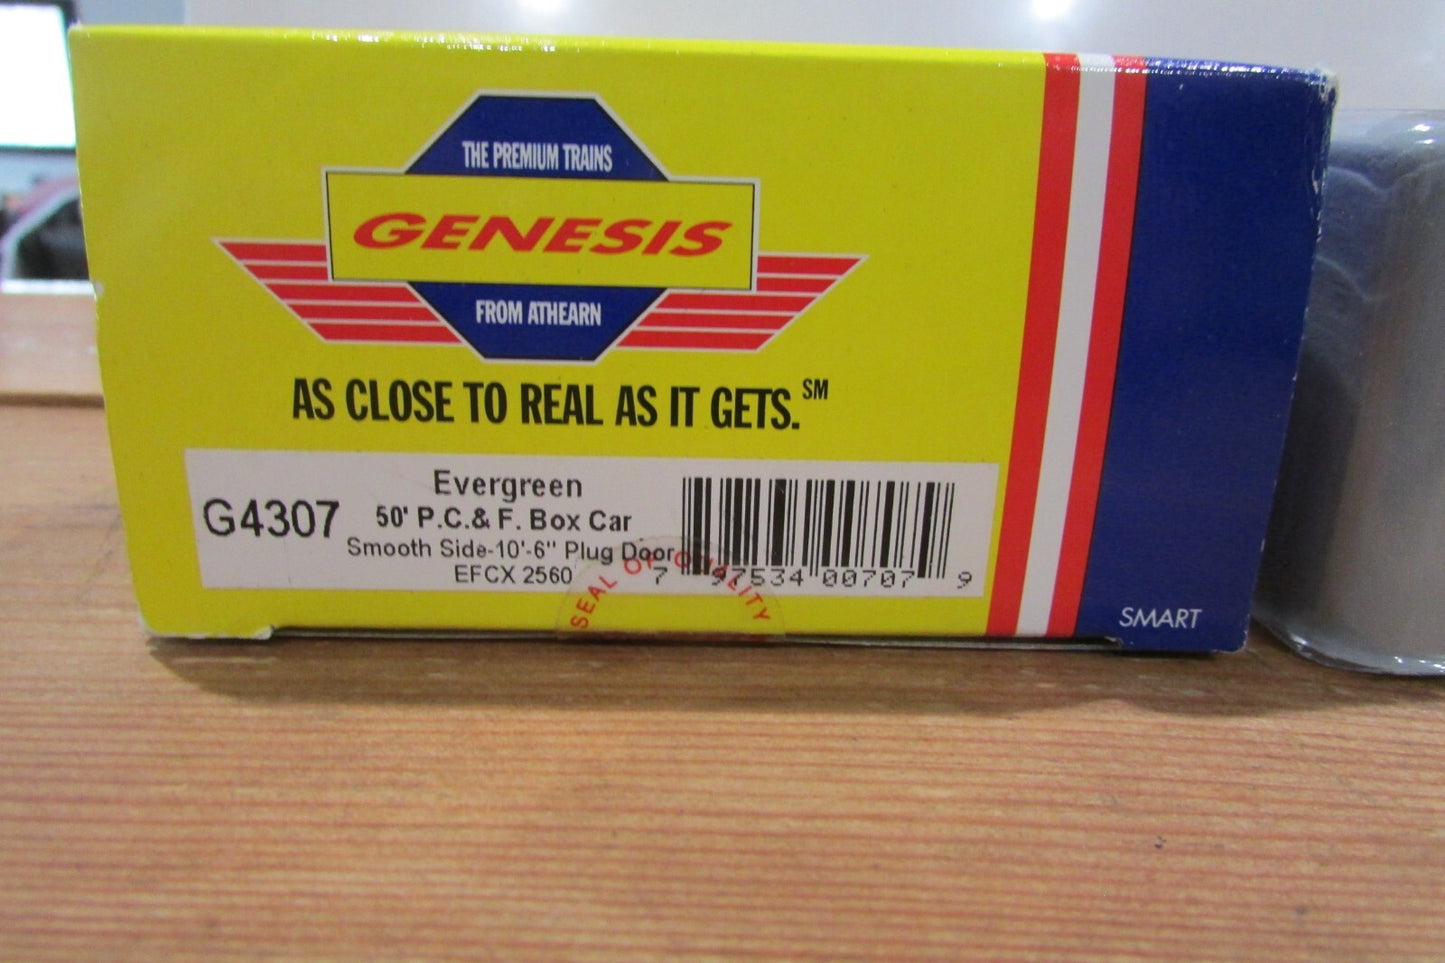 THE PREMIUM TRAINS
GENESIS
FROM ATHEARN
AS CLOSE TO REAL AS IT GETS.SM
G4307
Evergreen
50' P.C.& F. Box Car
Smooth Side-10'-6" Plug Door
EFCX 2560
7 97534 00707 9
SEAL OF QUALITY
SMART